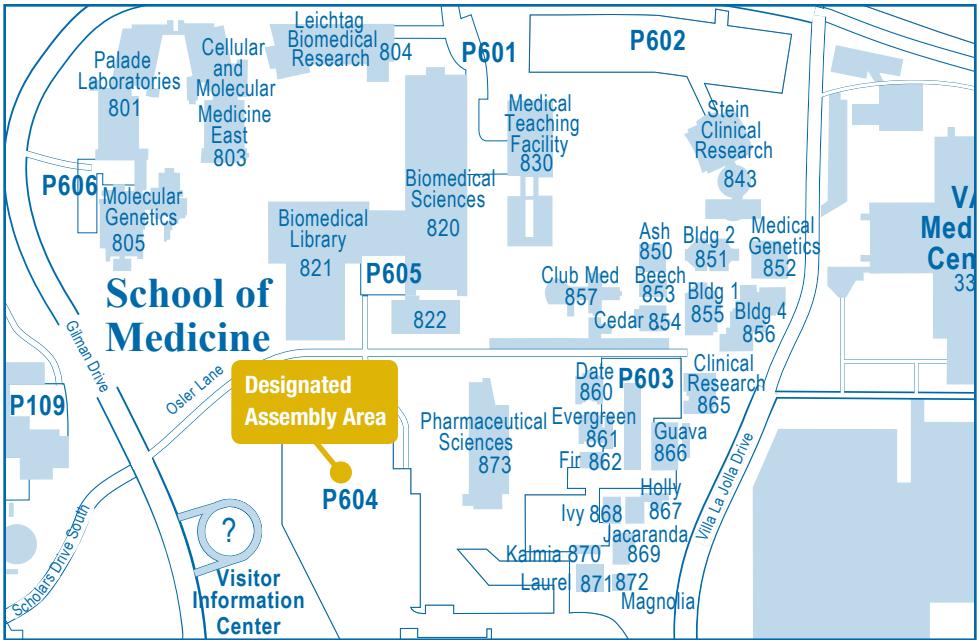 Leichtag
Biomedical
Research
804
P601
P602
Cellular
and
Molecular
Medicine
East
803
Palade
Laboratories
801
Medical
Teaching
Facility
830
Stein
Clinical
Research
843
P606
Molecular
Genetics
805
Biomedical
Sciences
820
Biomedical
Library
821
P605
822
VA
Med
Cen
33
Ash
850
Bldg 2
851
Medical
Genetics
852
Club Med
857
Beech
853
Bldg 1
855
Cedar 854
Bldg 4
856
School of
Medicine
Gilman Drive
Osler Lane
Designated
Assembly Area
P604
P109
Date
860
P603
Clinical
Research
865
Pharmaceutical
Sciences
873
Evergreen
861
Fir 862
Guava
866
Holly
867
Ivy 868
Jacaranda
869
Kalmia 870
Laurel 871
872
Magnolia
Villa La Jolla Drive
Scholars Drive South
?
Visitor
Information
Center